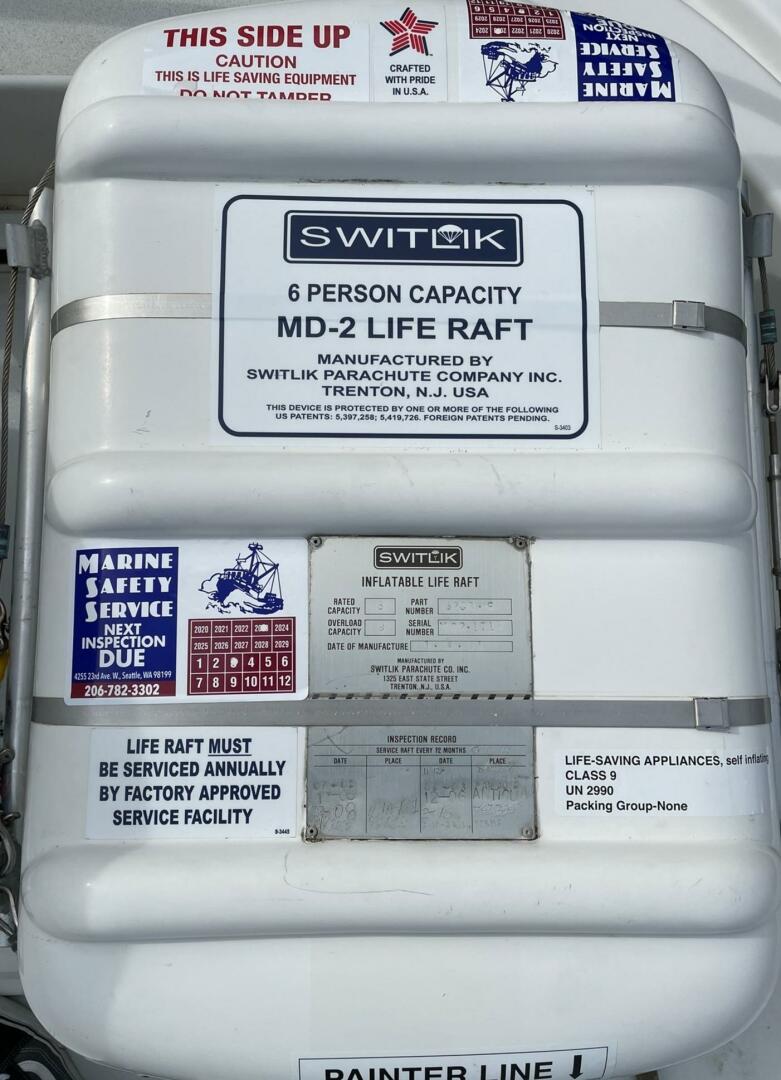 THIS SIDE UP
CAUTION
THIS IS LIFE SAVING EQUIPMENT
DO NOT TAMPER
CRAFTED
WITH PRIDE
IN U.S.A.
MARINE
SAFETY
SERVICE
NEXT
INSPECTION
DUE
SWITLIK
6 PERSON CAPACITY
MD-2 LIFE RAFT
MANUFACTURED BY
SWITLIK PARACHUTE COMPANY INC.
TRENTON, N.J. USA
THIS DEVICE IS PROTECTED BY ONE OR MORE OF THE FOLLOWING
US PATENTS: 5,397,258; 5,419,726. FOREIGN PATENTS PENDING.
S-3403
MARINE
SAFETY
SERVICE
NEXT
INSPECTION
DUE
4255 23rd Ave. W., Seattle, WA 98199
206-782-3302
2020 2021 2022 2024
2025 2026 2027 2028 2029
1 2 4 5 6
7 8 9 10 11 12
SWITLIK
INFLATABLE LIFE RAFT
RATED CAPACITY
PART NUMBER
OVERLOAD CAPACITY
SERIAL NUMBER
DATE OF MANUFACTURE
MANUFACTURED BY
SWITLIK PARACHUTE CO. INC.
1325 EAST STATE STREET
TRENTON, N.J., U.S.A.
INSPECTION RECORD
SERVICE RAFT EVERY 12 MONTHS
DATE PLACE DATE PLACE
LIFE RAFT MUST
BE SERVICED ANNUALLY
BY FACTORY APPROVED
SERVICE FACILITY
S-3445
LIFE-SAVING APPLIANCES, self inflating
CLASS 9
UN 2990
Packing Group-None
PAINTER LINE ↓